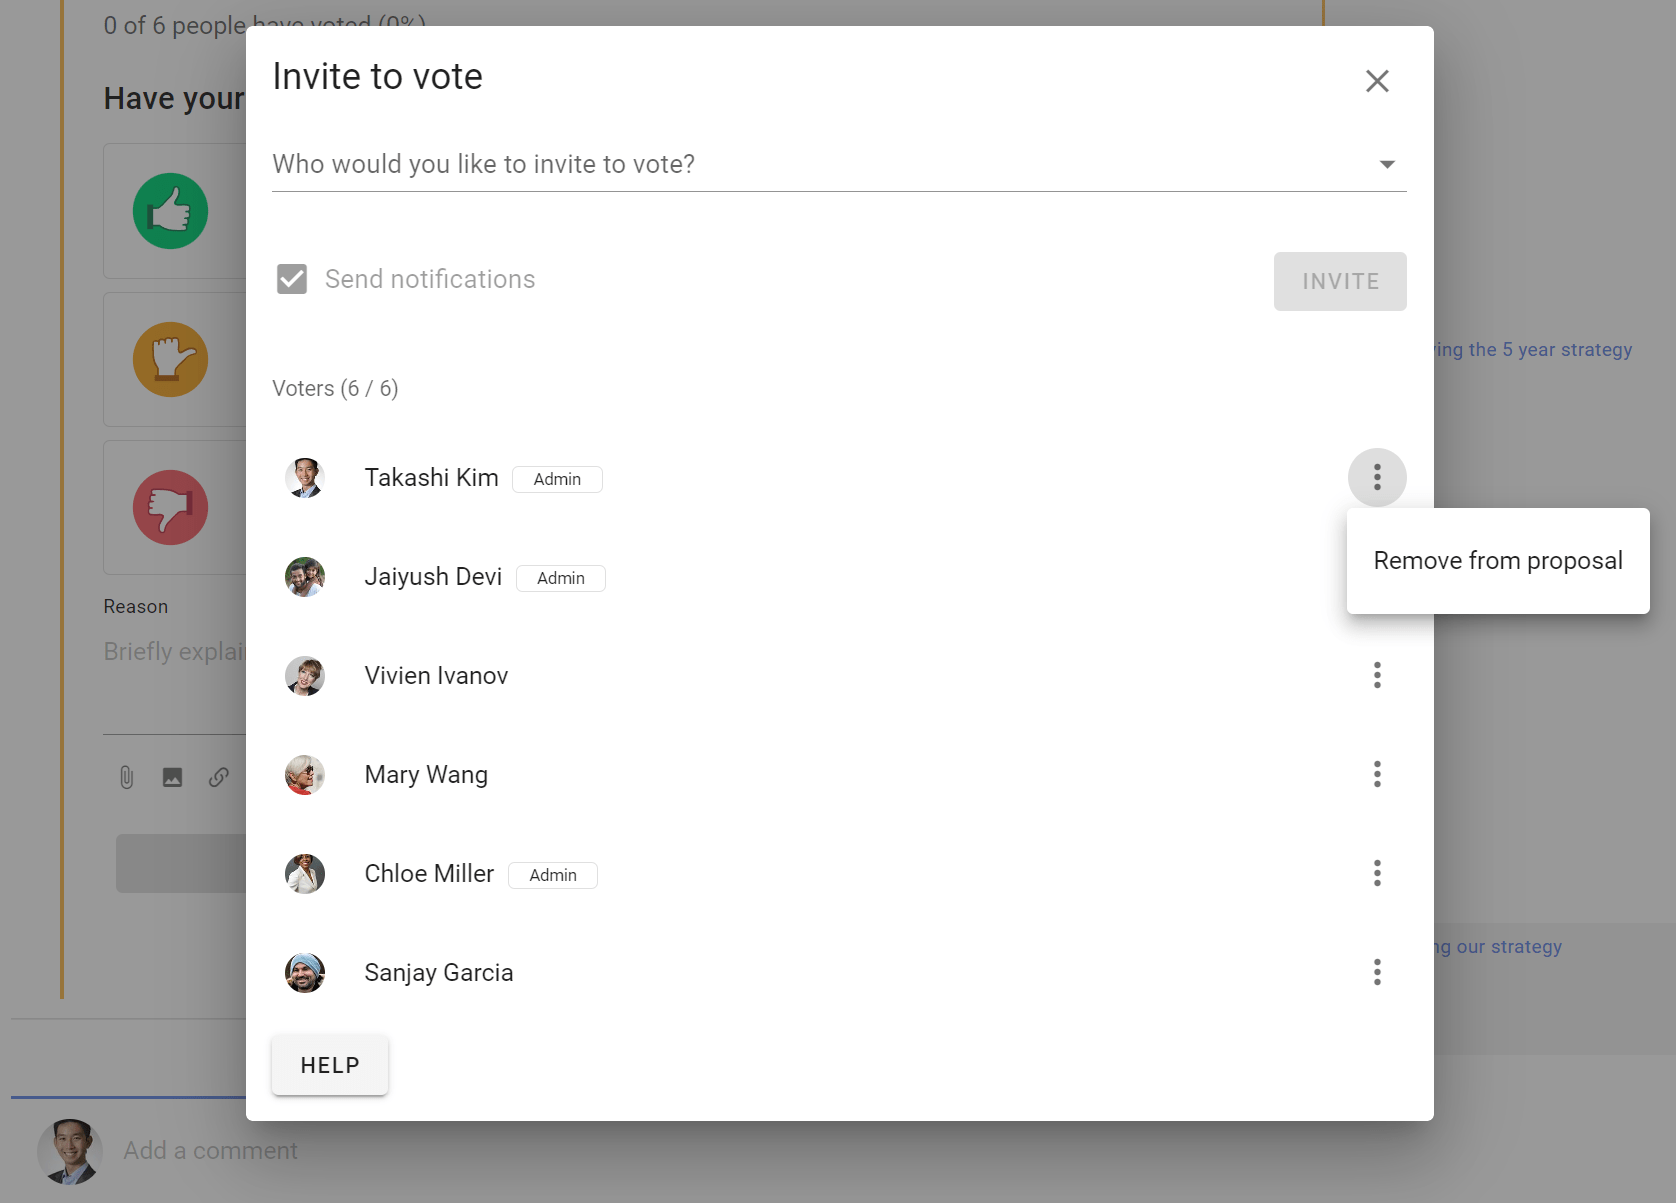 0 of 6 people have voted (0%)
Have your
Reason
Briefly explai
Add a comment
Invite to vote
Who would you like to invite to vote?
Send notifications
INVITE
Voters (6 / 6)
Takashi Kim Admin
Remove from proposal
Jaiyush Devi Admin
Vivien Ivanov
Mary Wang
Chloe Miller Admin
Sanjay Garcia
HELP
ving the 5 year strategy
ng our strategy